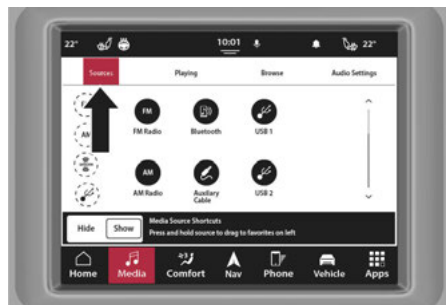 22° 10:01 22°
Sources Playing Browse Audio Settings
FM FM
FM Radio Bluetooth USB 1
AM AM
AM Radio Auxiliary Cable USB 2
Hide Show Media Source Shortcuts
Press and hold source to drag to favorites on left
Home Media Comfort Nav Phone Vehicle Apps